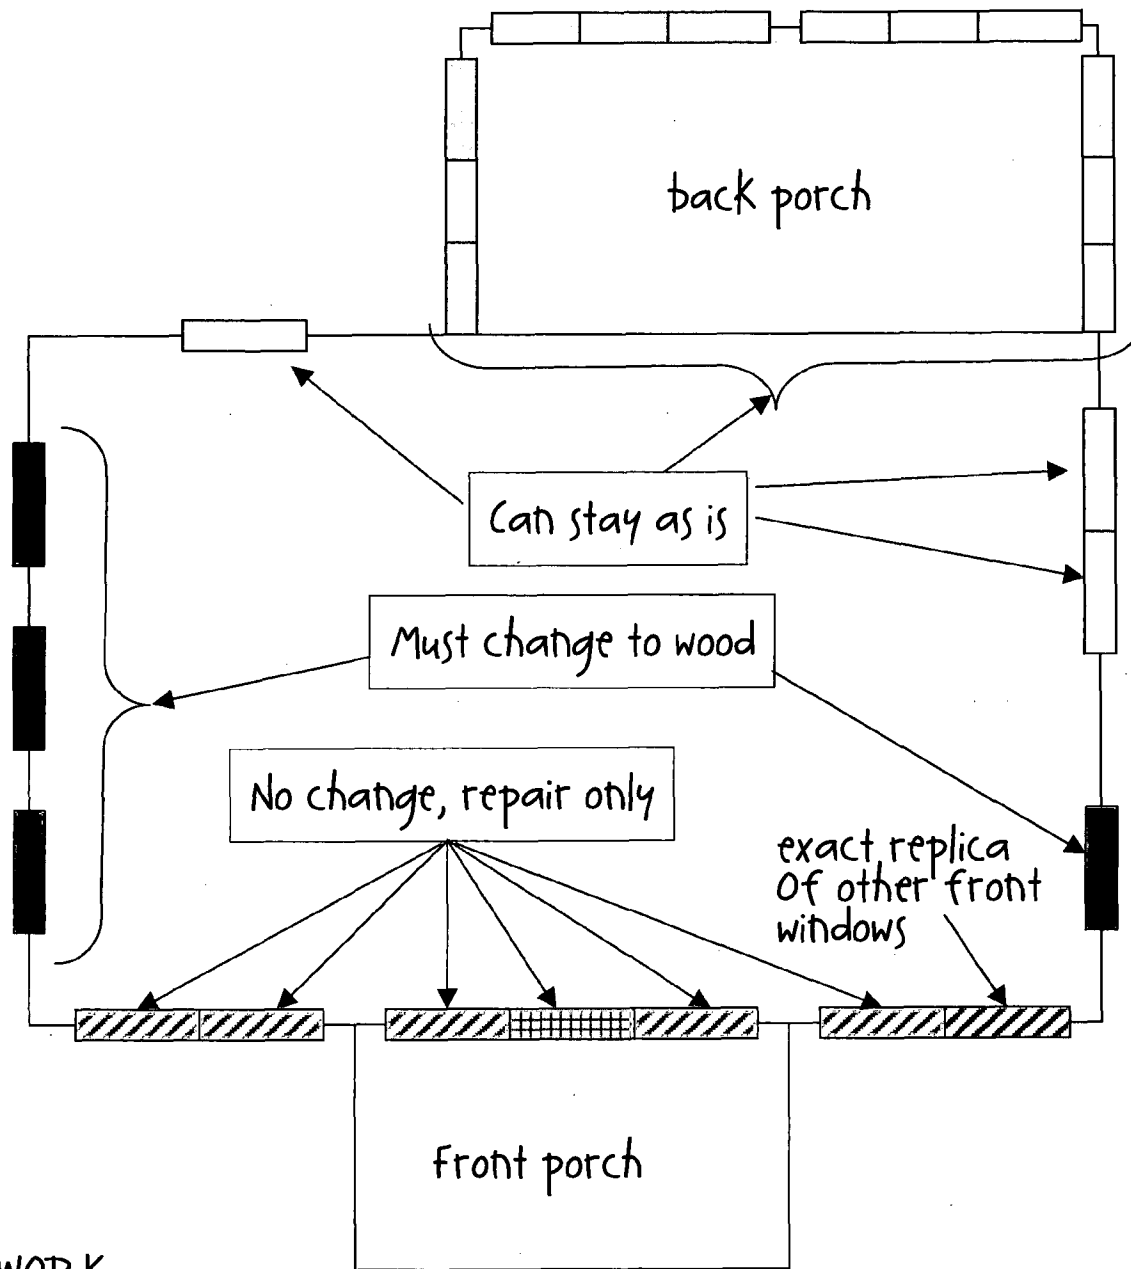 back porch
Can stay as is
Must change to wood
No change, repair only
exact replica
Of other front
windows
Front porch
WORK